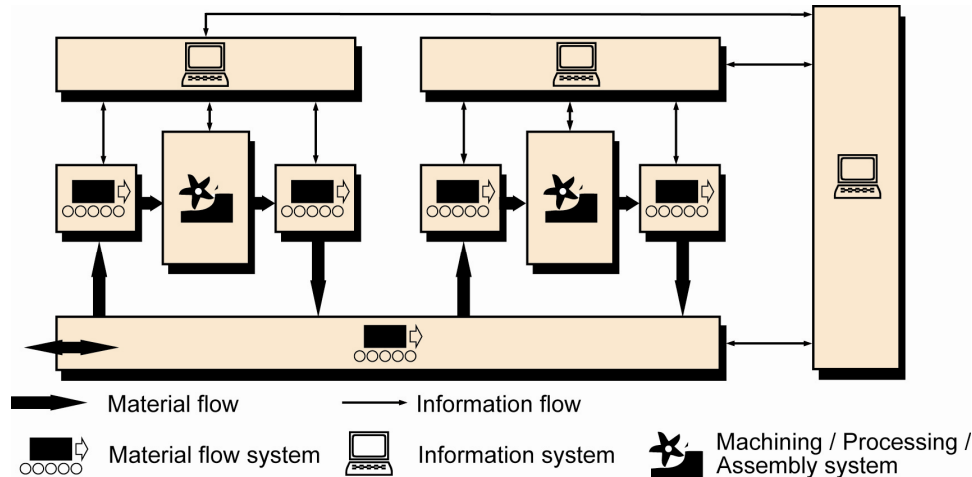 Material flow
Information flow
Material flow system
Information system
Machining / Processing /
Assembly system